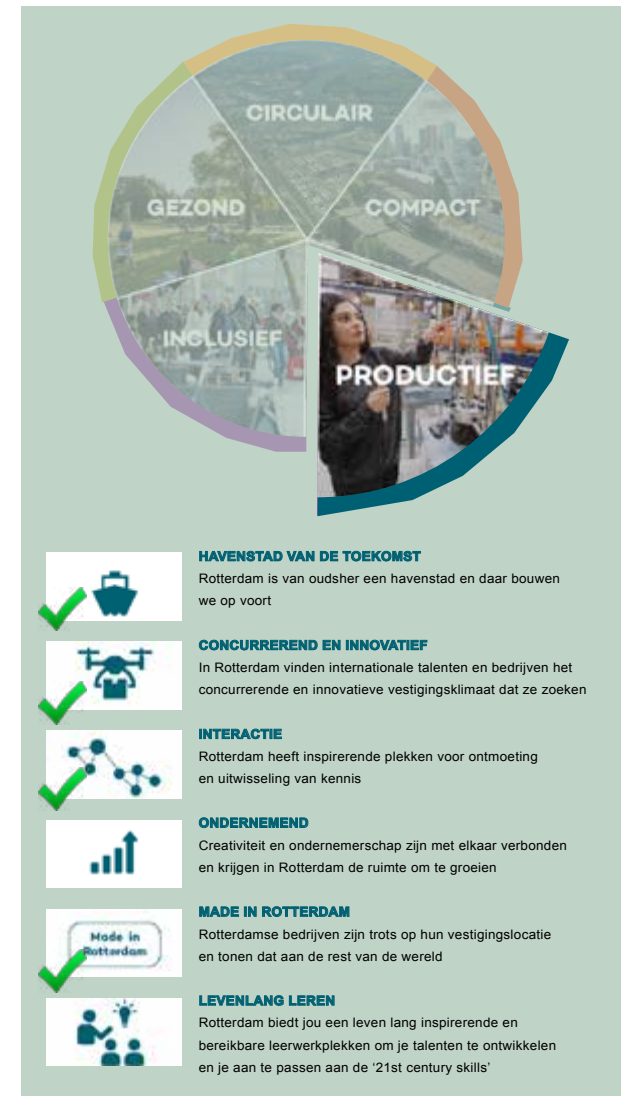 CIRCULAIR
GEZOND
COMPACT
INCLUSIEF
PRODUCTIEF
HAVENSTAD VAN DE TOEKOMST
Rotterdam is van oudsher een havenstad en daar bouwen
we op voort
CONCURREREND EN INNOVATIEF
In Rotterdam vinden internationale talenten en bedrijven het
concurrerende en innovatieve vestigingsklimaat dat ze zoeken
INTERACTIE
Rotterdam heeft inspirerende plekken voor ontmoeting
en uitwisseling van kennis
ONDERNEMEND
Creativiteit en ondernemerschap zijn met elkaar verbonden
en krijgen in Rotterdam de ruimte om te groeien
Made in
Rotterdam
MADE IN ROTTERDAM
Rotterdamse bedrijven zijn trots op hun vestigingslocatie
en tonen dat aan de rest van de wereld
LEVENLANG LEREN
Rotterdam biedt jou een leven lang inspirerende en
bereikbare leerwerkplekken om je talenten te ontwikkelen
en je aan te passen aan de ‘21st century skills’